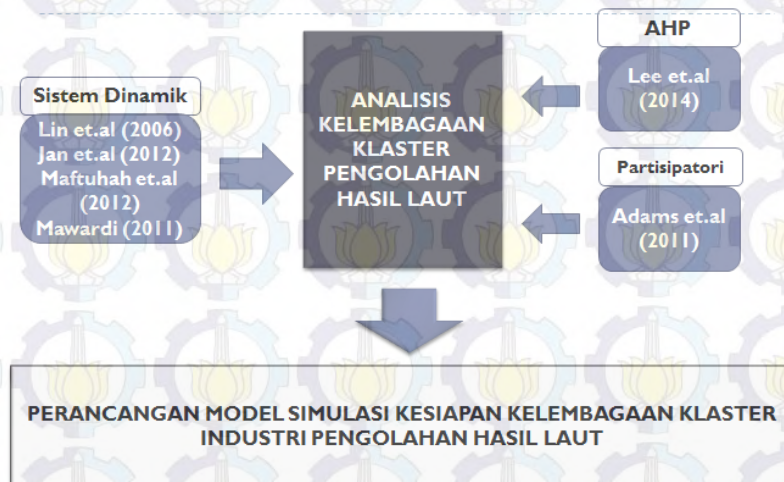 Sistem Dinamik
Lin et.al (2006)
Jan et.al (2012)
Maftuhah et.al
(2012)
Mawardi (2011)
ANALISIS
KELEMBAGAAN
KLASTER
PENGOLAHAN
HASIL LAUT
AHP
Lee et.al
(2014)
Partisipatori
Adams et.al
(2011)
PERANCANGAN MODEL SIMULASI KESIAPAN KELEMBAGAAN KLASTER
INDUSTRI PENGOLAHAN HASIL LAUT